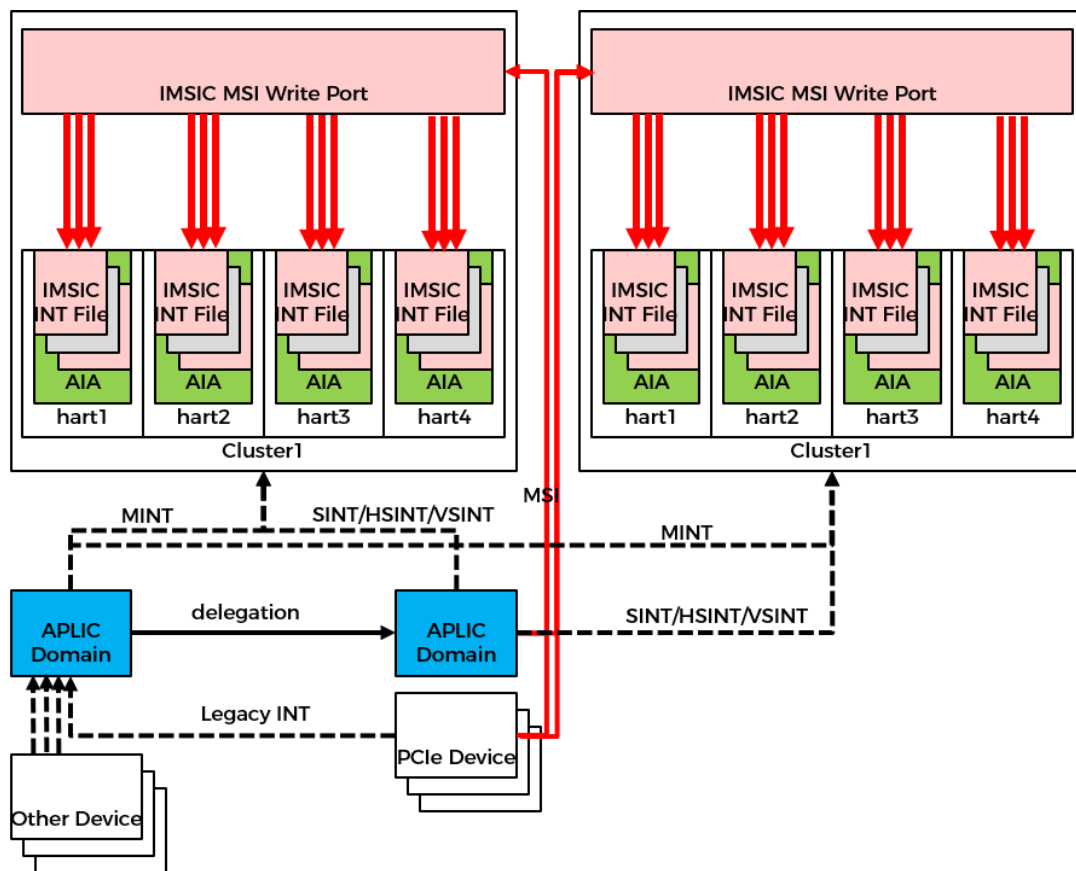 IMSIC MSI Write Port
IMSIC MSI Write Port
IMSIC
INT File
IMSIC
INT File
IMSIC
INT File
IMSIC
INT File
IMSIC
INT File
IMSIC
INT File
IMSIC
INT File
IMSIC
INT File
AIA
AIA
AIA
AIA
AIA
AIA
AIA
AIA
hart1
hart2
hart3
hart4
hart1
hart2
hart3
hart4
Cluster1
Cluster1
MSI
MINT
SINT/HSINT/VSINT
MINT
delegation
SINT/HSINT/VSINT
APLIC
Domain
APLIC
Domain
Legacy INT
PCIe Device
Other Device